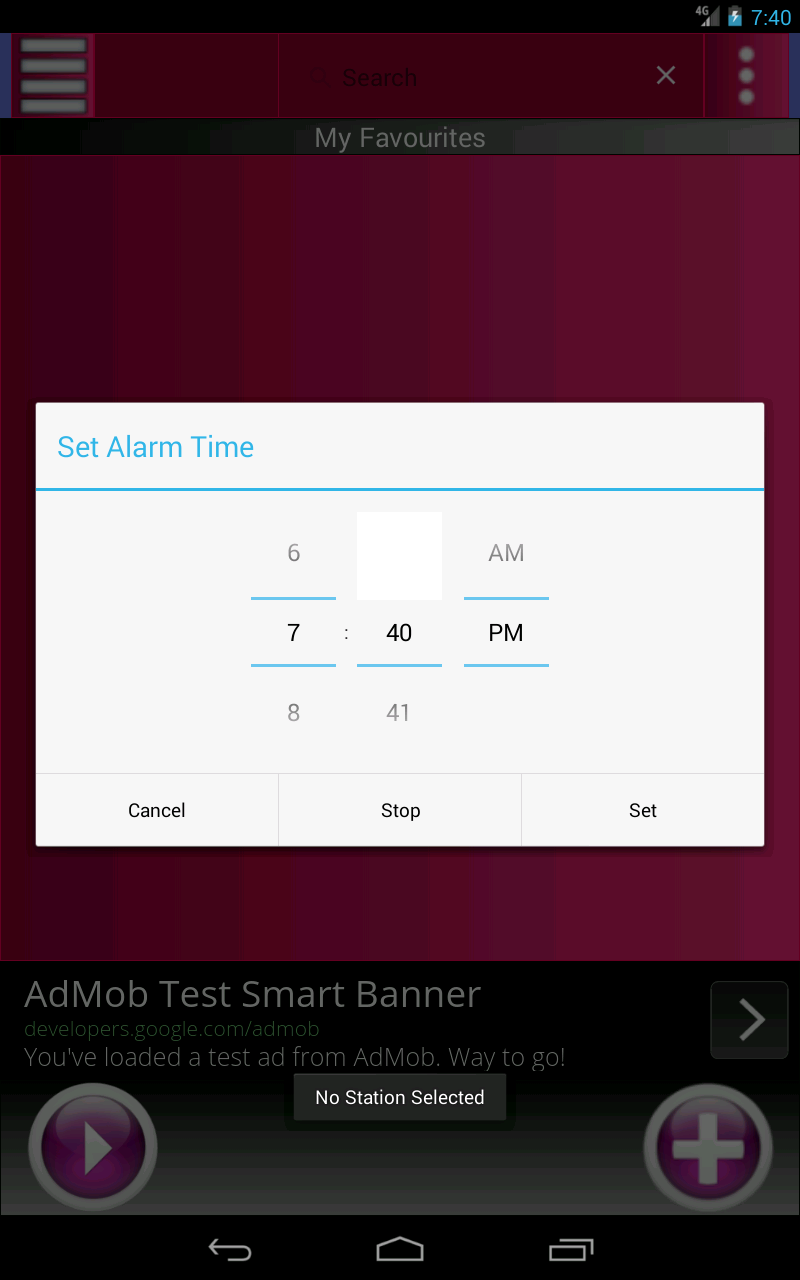 4G 7:40
Search
My Favourites
Set Alarm Time
6 AM
7 : 40 PM
8 41
Cancel Stop Set
AdMob Test Smart Banner
developers.google.com/admob
You've loaded a test ad from AdMob. Way to go!
No Station Selected